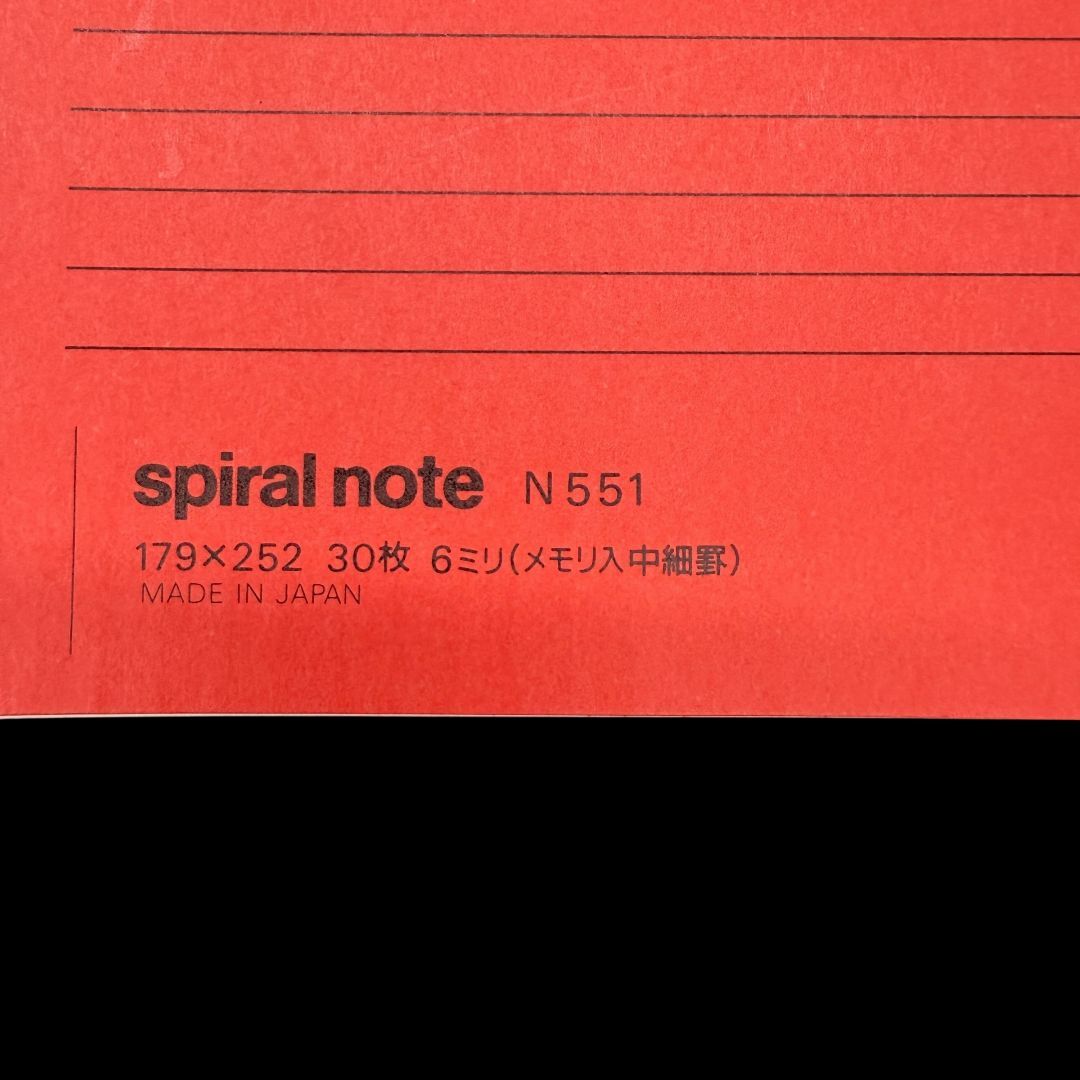 spiral note N551
179×252 30枚 6ミリ(メモリ入中細罫)
MADE IN JAPAN